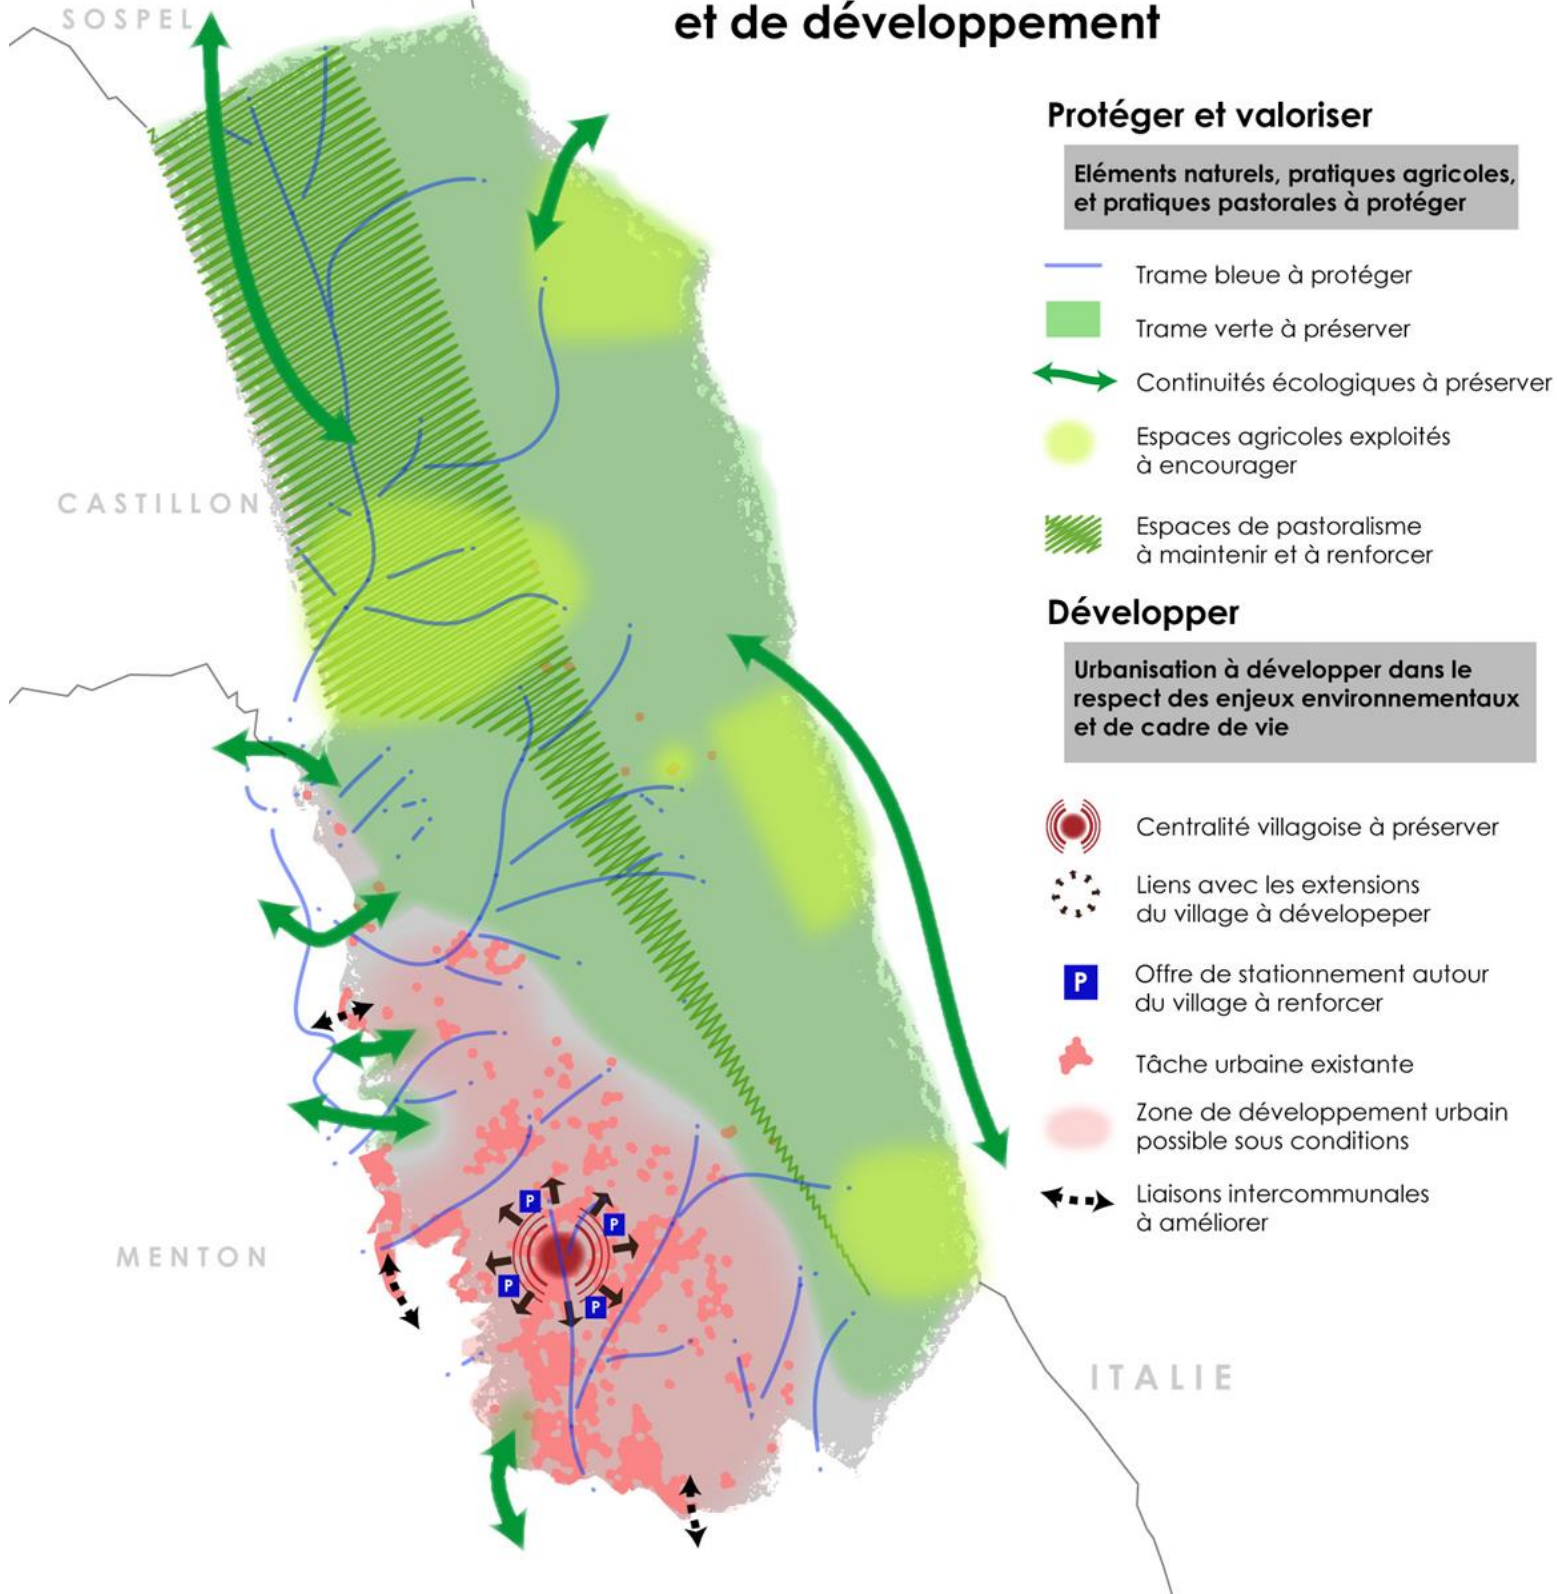 SOSPEL
et de développement
Protéger et valoriser
Eléments naturels, pratiques agricoles,
et pratiques pastorales à protéger
Trame bleue à protéger
Trame verte à préserver
Continuités écologiques à préserver
Espaces agricoles exploités
à encourager
CASTILLON
Espaces de pastoralisme
à maintenir et à renforcer
Développer
Urbanisation à développer dans le
respect des enjeux environnementaux
et de cadre de vie
Centralité villagoise à préserver
Liens avec les extensions
du village à dévelopeper
P
Offre de stationnement autour
du village à renforcer
Tâche urbaine existante
Zone de développement urbain
possible sous conditions
Liaisons intercommunales
à améliorer
P
P
MENTON
P
P
ITALIE